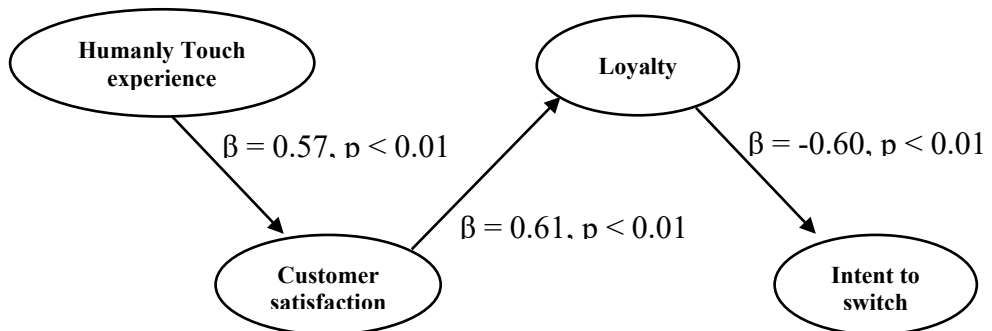 Humanly Touch
experience
Loyalty
β = 0.57, p < 0.01
β = -0.60, p < 0.01
β = 0.61, p < 0.01
Customer
satisfaction
Intent to
switch